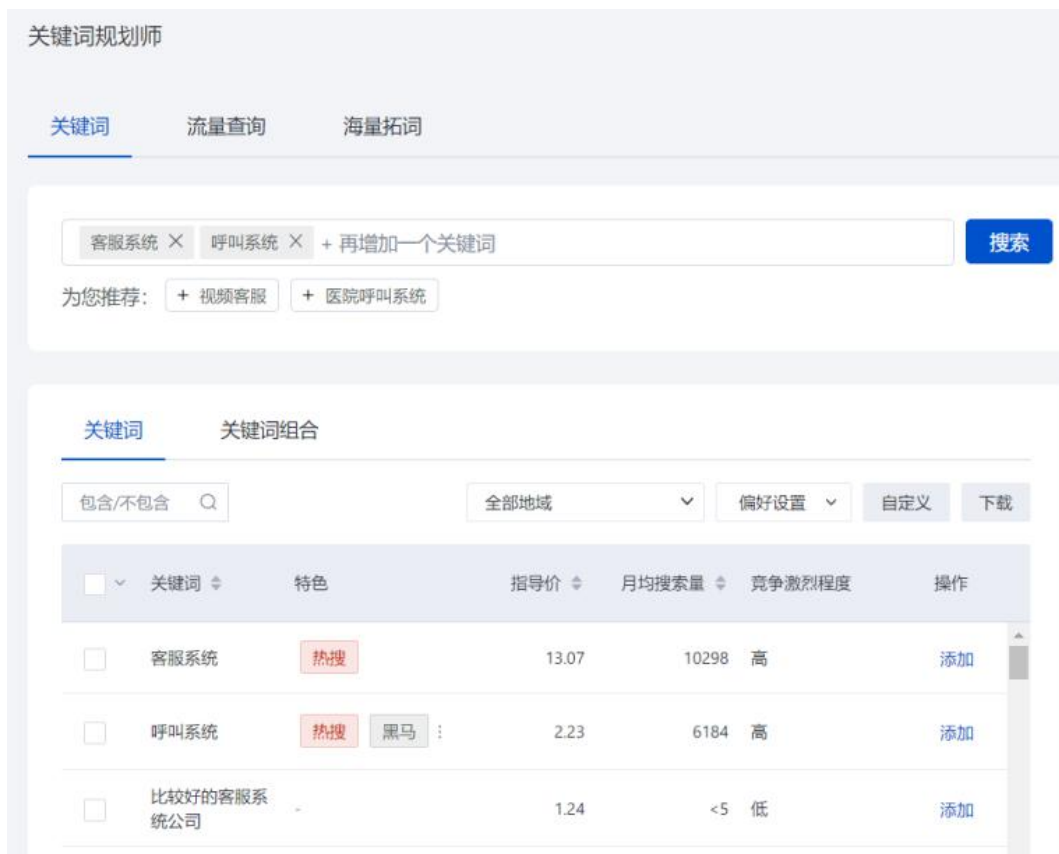 关键词规划师
关键词 流量查询 海量拓词
客服系统 × 呼叫系统 × + 再增加一个关键词 搜索
为您推荐： + 视频客服 + 医院呼叫系统
关键词 关键词组合
包含/不包含 全部地域 偏好设置 自定义 下载
关键词 特色 指导价 月均搜索量 竞争激烈程度 操作
客服系统 热搜 13.07 10298 高 添加
呼叫系统 热搜 黑马 2.23 6184 高 添加
比较好的客服系
统公司 - 1.24 <5 低 添加